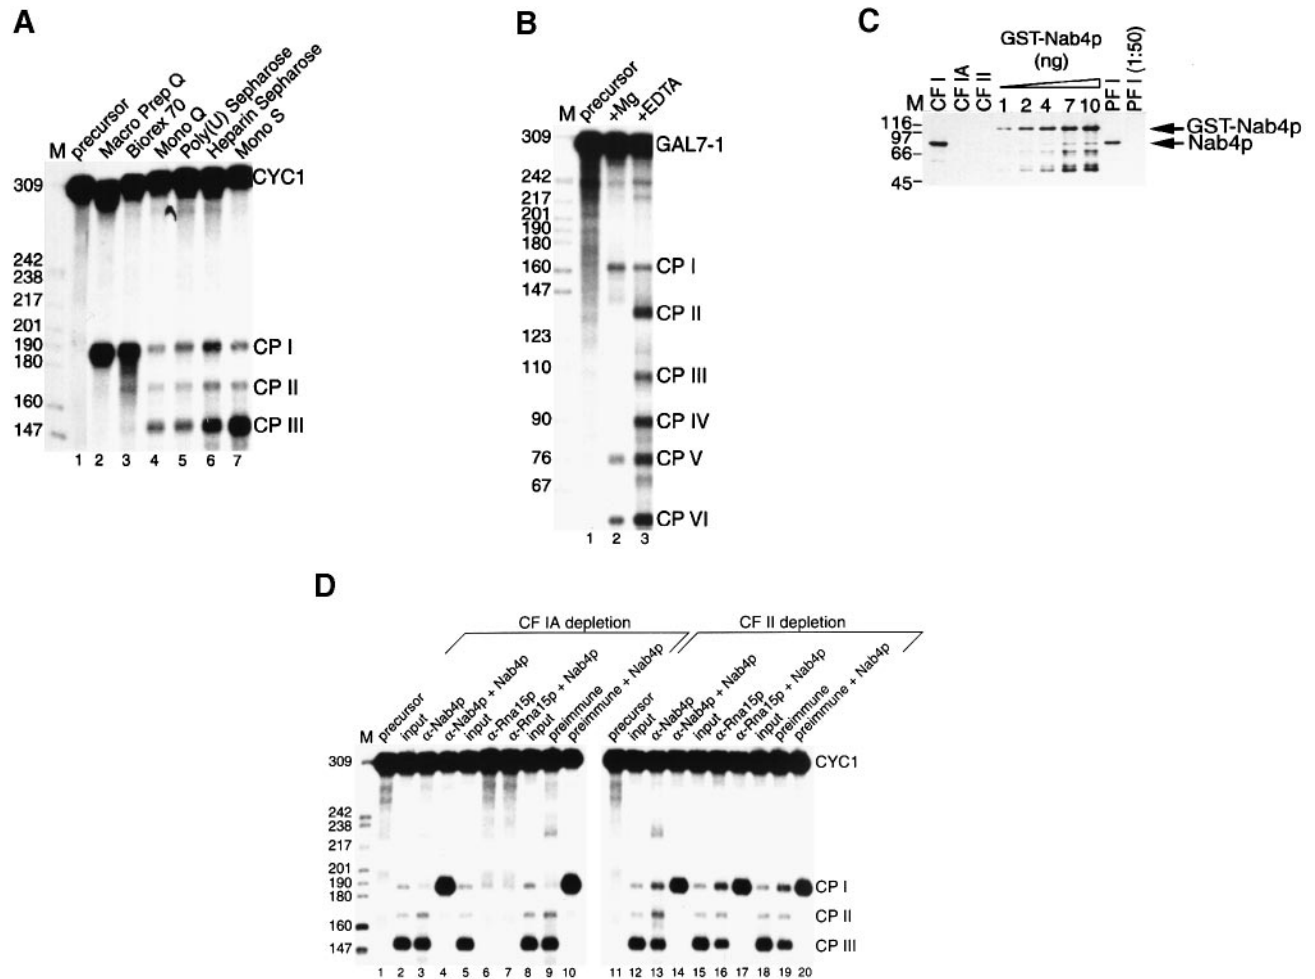 A
M
precursor
Macro Prep Q
Biorex 70
Mono Q
Poly(U) Sepharose
Heparin Sepharose
Mono S
309
242
238
217
201
190
180
160
147
CYC1
CP I
CP II
CP III
1 2 3 4 5 6 7
B
M
precursor
+Mg
+EDTA
309
242
217
201
190
180
160
147
123
110
90
76
67
GAL7-1
CP I
CP II
CP III
CP IV
CP V
CP VI
1 2 3
C
GST-Nab4p
(ng)
M
CF I
CF IA
CF II
1 2 4 7 10
PF I
PF I (1:50)
116
97
66
45
GST-Nab4p
Nab4p
D
CF IA depletion
CF II depletion
M
precursor
input
α-Nab4p
α-Nab4p + Nab4p
input
α-Rna15p
α-Rna15p + Nab4p
input
preimmune
preimmune + Nab4p
precursor
input
α-Nab4p
α-Nab4p + Nab4p
input
α-Rna15p
α-Rna15p + Nab4p
input
preimmune
preimmune + Nab4p
309
242
238
217
201
190
180
160
147
CYC1
CP I
CP II
CP III
1 2 3 4 5 6 7 8 9 10
11 12 13 14 15 16 17 18 19 20